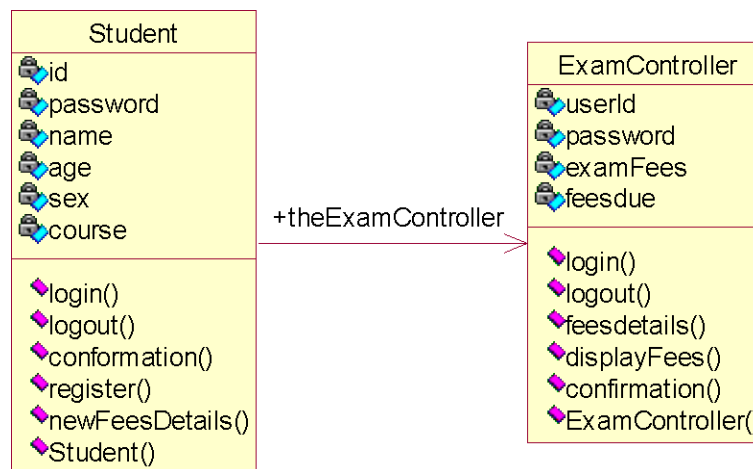 Student
id
password
name
age
sex
course
login()
logout()
conformation()
register()
newFeesDetails()
Student()
+theExamController
ExamController
userId
password
examFees
feesdue
login()
logout()
feesdetails()
displayFees()
confirmation()
ExamController(